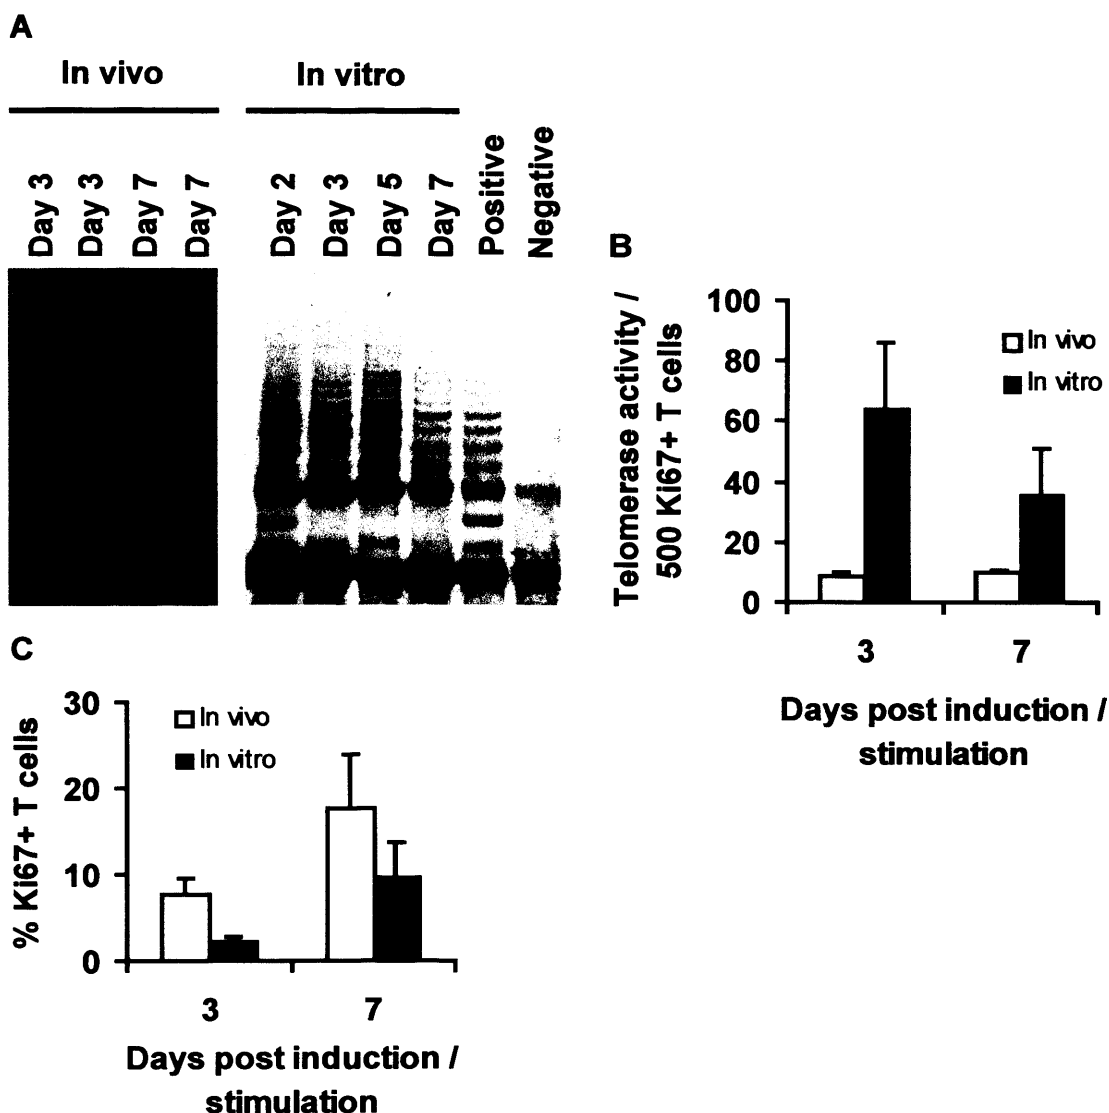 A
In vivo
In vitro
Day 3
Day 3
Day 7
Day 7
Day 2
Day 3
Day 5
Day 7
Positive
Negative
B
Telomerase activity /
500 Ki67+ T cells
100
80
60
40
20
0
In vivo
In vitro
3
7
Days post induction /
stimulation
C
% Ki67+ T cells
30
20
10
0
In vivo
In vitro
3
7
Days post induction /
stimulation